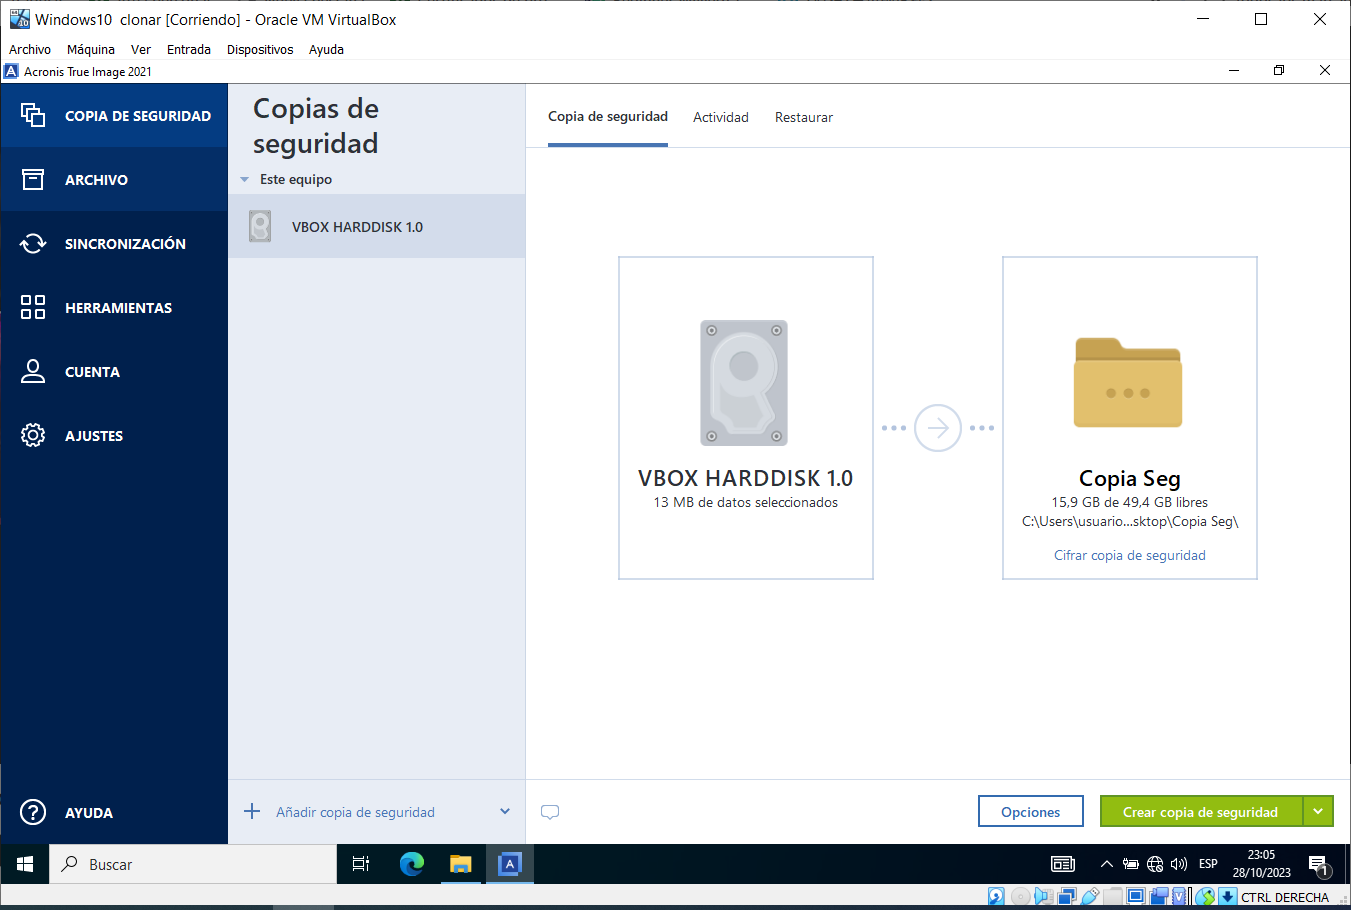 Windows10  clonar [Corriendo] - Oracle VM VirtualBox
Archivo Máquina Ver Entrada Dispositivos Ayuda
Acronis True Image 2021
COPIA DE SEGURIDAD
ARCHIVO
SINCRONIZACIÓN
HERRAMIENTAS
CUENTA
AJUSTES
AYUDA
Copias de
seguridad
Este equipo
VBOX HARDDISK 1.0
Añadir copia de seguridad
Copia de seguridad Actividad Restaurar
VBOX HARDDISK 1.0
13 MB de datos seleccionados
Copia Seg
15,9 GB de 49,4 GB libres
C:\Users\usuario...sktop\Copia Seg\
Cifrar copia de seguridad
Opciones
Crear copia de seguridad
Buscar
A
ESP
23:05
28/10/2023
1
CTRL DERECHA